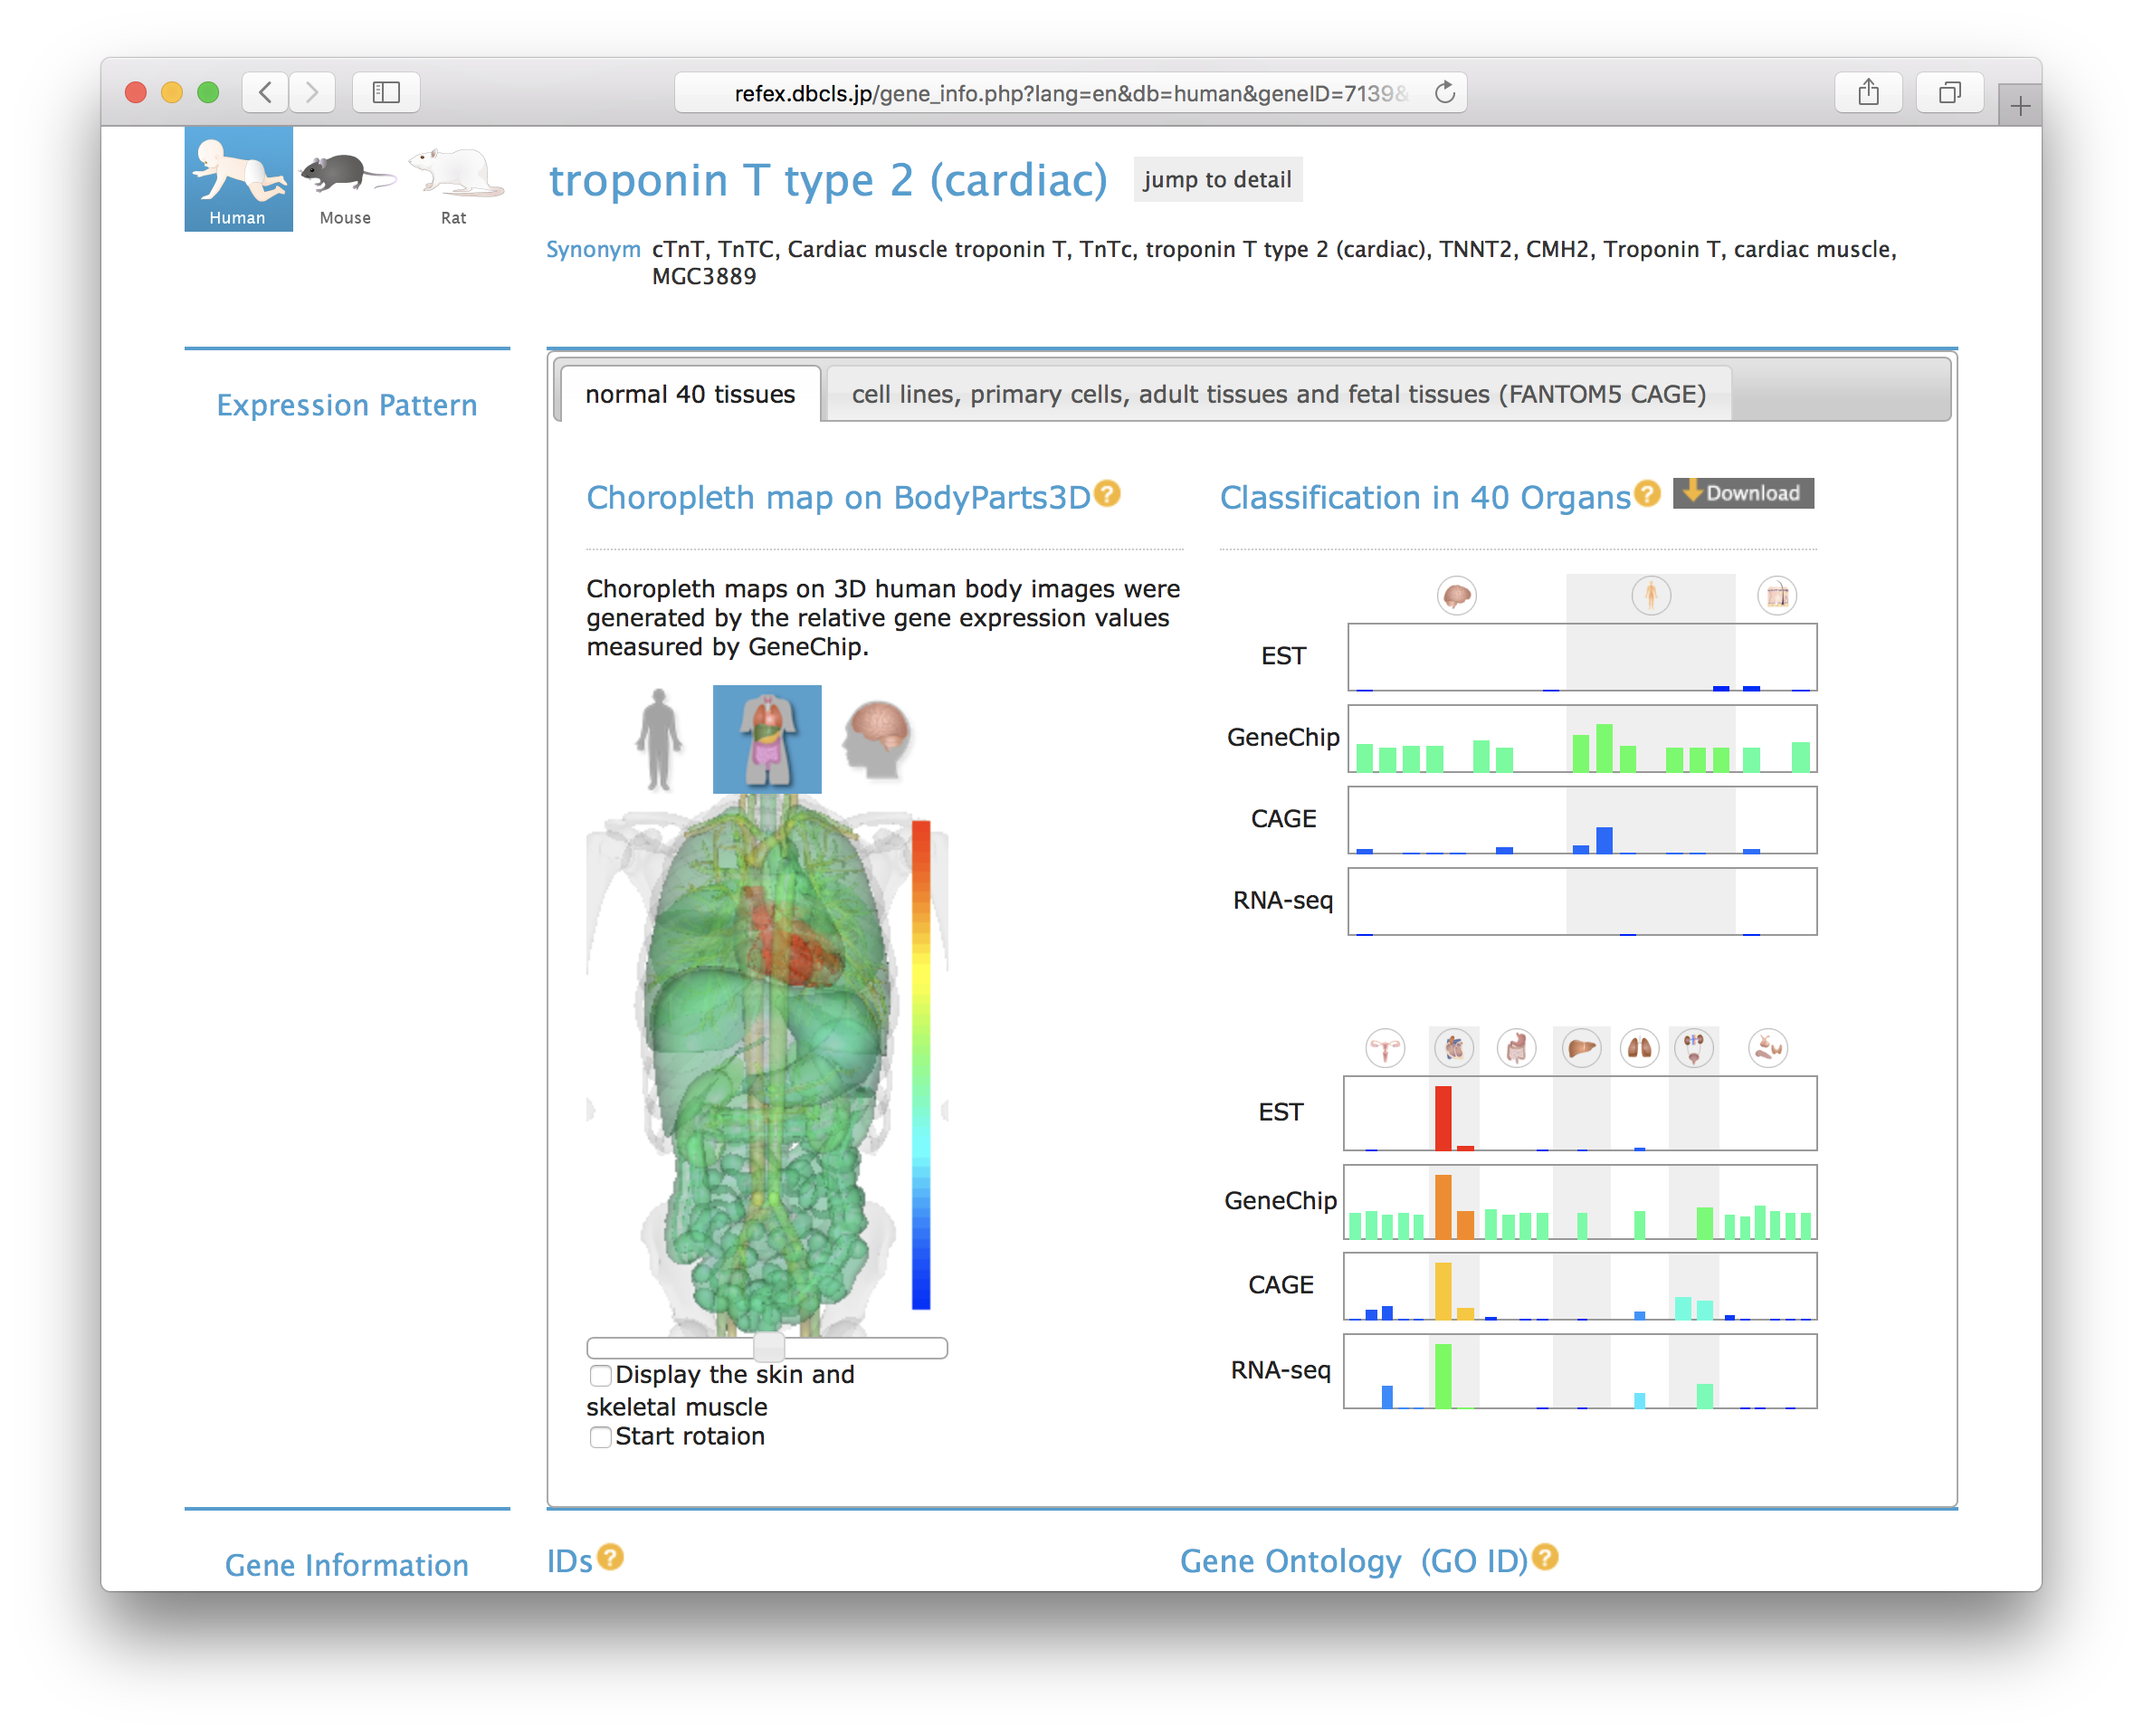 refex.dbcls.jp/gene_info.php?lang=en&db=human&geneID=7139&
Human
Mouse
Rat
troponin T type 2 (cardiac)
jump to detail
Synonym cTnT, TnTC, Cardiac muscle troponin T, TnTc, troponin T type 2 (cardiac), TNNT2, CMH2, Troponin T, cardiac muscle,
MGC3889
Expression Pattern
normal 40 tissues
cell lines, primary cells, adult tissues and fetal tissues (FANTOM5 CAGE)
Choropleth map on BodyParts3D?
Choropleth maps on 3D human body images were
generated by the relative gene expression values
measured by GeneChip.
Display the skin and
skeletal muscle
Start rotaion
Classification in 40 Organs?
Download
EST
GeneChip
CAGE
RNA-seq
EST
GeneChip
CAGE
RNA-seq
Gene Information
IDs?
Gene Ontology (GO ID)?